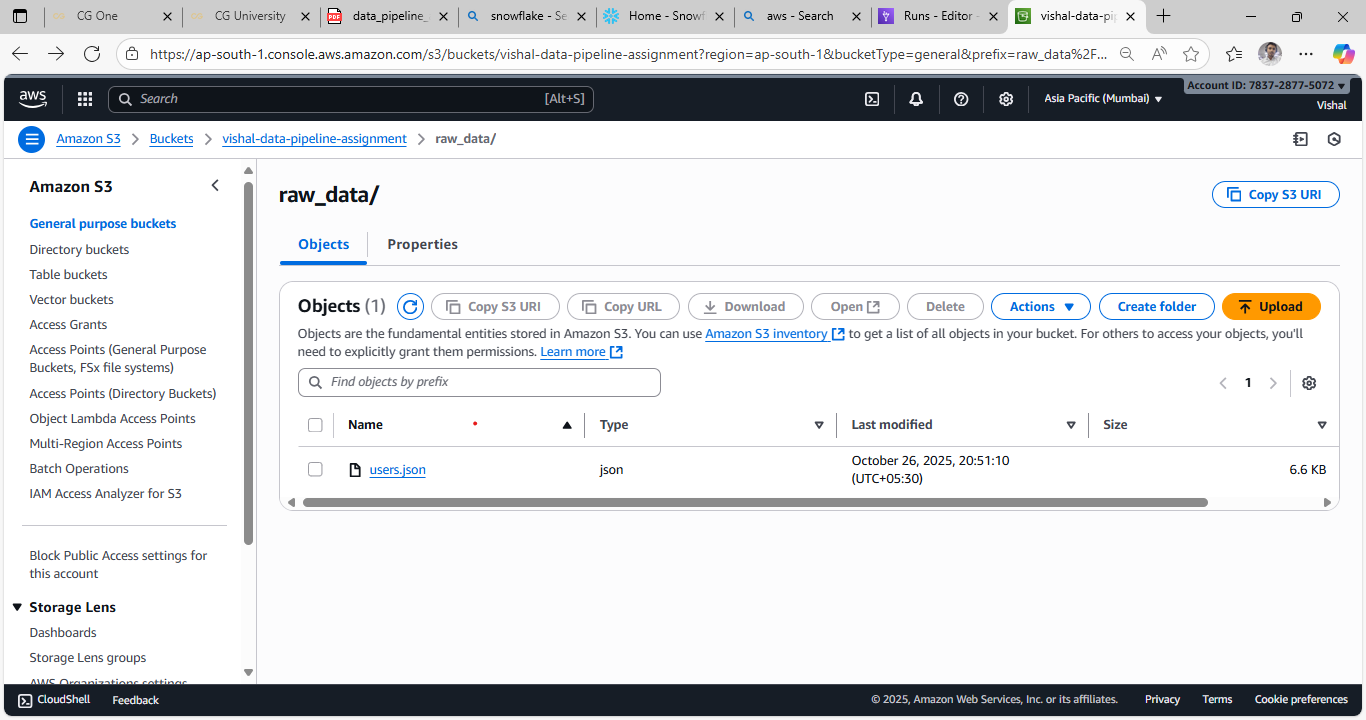 CG One
CG University
data_pipeline_
snowflake - Se
Home - Snowf
aws - Search
Runs - Editor -
vishal-data-pip
https://ap-south-1.console.aws.amazon.com/s3/buckets/vishal-data-pipeline-assignment?region=ap-south-1&bucketType=general&prefix=raw_data%2F...
aws
Search
[Alt+S]
Asia Pacific (Mumbai)
Account ID: 7837-2877-5072
Vishal
Amazon S3 > Buckets > vishal-data-pipeline-assignment > raw_data/
Amazon S3
General purpose buckets
Directory buckets
Table buckets
Vector buckets
Access Grants
Access Points (General Purpose
Buckets, FSx file systems)
Access Points (Directory Buckets)
Object Lambda Access Points
Multi-Region Access Points
Batch Operations
IAM Access Analyzer for S3
Block Public Access settings for
this account
Storage Lens
Dashboards
Storage Lens groups
AWS Organizations settings
raw_data/
Copy S3 URI
Objects
Properties
Objects (1)
Copy S3 URI
Copy URL
Download
Open
Delete
Actions
Create folder
Upload
Objects are the fundamental entities stored in Amazon S3. You can use Amazon S3 inventory to get a list of all objects in your bucket. For others to access your objects, you'll
need to explicitly grant them permissions. Learn more
Find objects by prefix
1
Name
Type
Last modified
Size
users.json
json
October 26, 2025, 20:51:10
(UTC+05:30)
6.6 KB
CloudShell
Feedback
© 2025, Amazon Web Services, Inc. or its affiliates.
Privacy
Terms
Cookie preferences